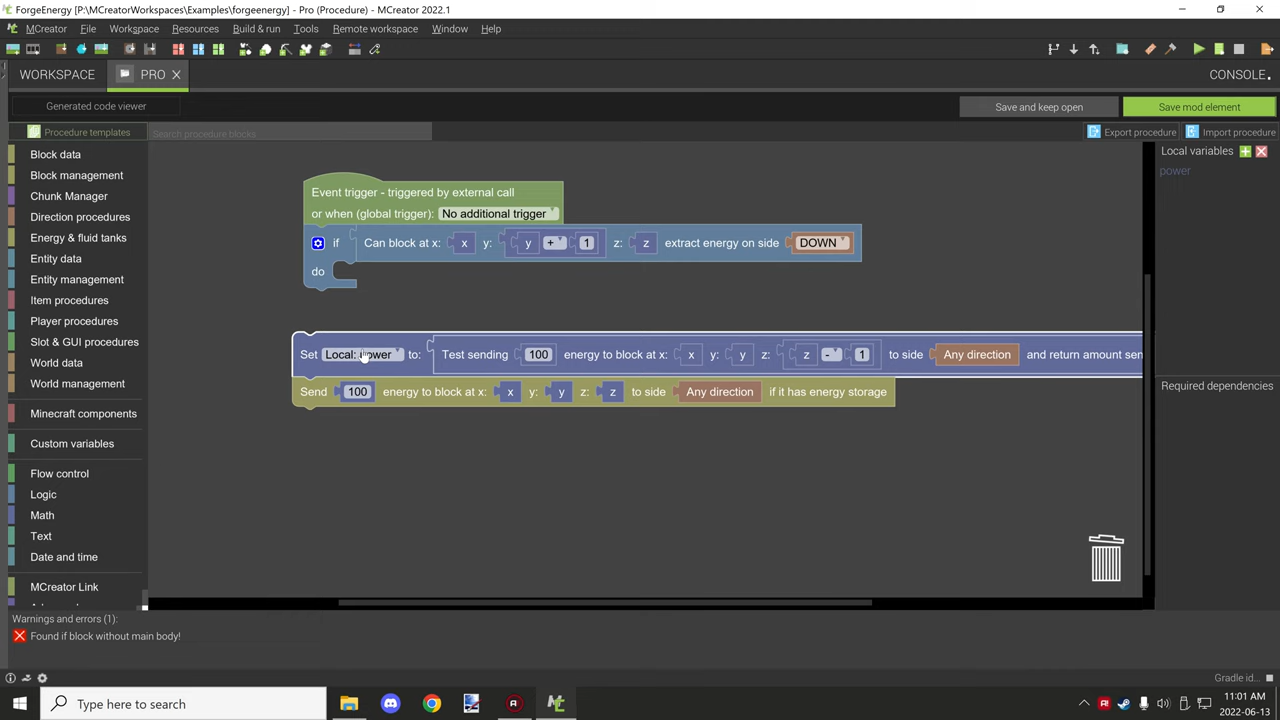 ForgeEnergy [P:\MCreatorWorkspaces\Examples\forgeenergy] - Pro (Procedure) - MCreator 2022.1
MCreator File Workspace Resources Build & run Tools Remote workspace Window Help
WORKSPACE PRO CONSOLE
Generated code viewer Save and keep open Save mod element
Procedure templates Search procedure blocks Export procedure Import procedure
Block data
Block management
Chunk Manager
Direction procedures
Energy & fluid tanks
Entity data
Entity management
Item procedures
Player procedures
Slot & GUI procedures
World data
World management
Minecraft components
Custom variables
Flow control
Logic
Math
Text
Date and time
MCreator Link
Event trigger - triggered by external call
or when (global trigger): No additional trigger
if Can block at x: x y: y + 1 z: z extract energy on side DOWN
do
Set Local: power to: Test sending 100 energy to block at x: x y: y z: z - 1 to side Any direction and return amount sen
Send 100 energy to block at x: x y: y z: z to side Any direction if it has energy storage
Local variables
power
Required dependencies
Warnings and errors (1):
Found if block without main body!
Gradle id...
Type here to search
11:01 AM
2022-06-13